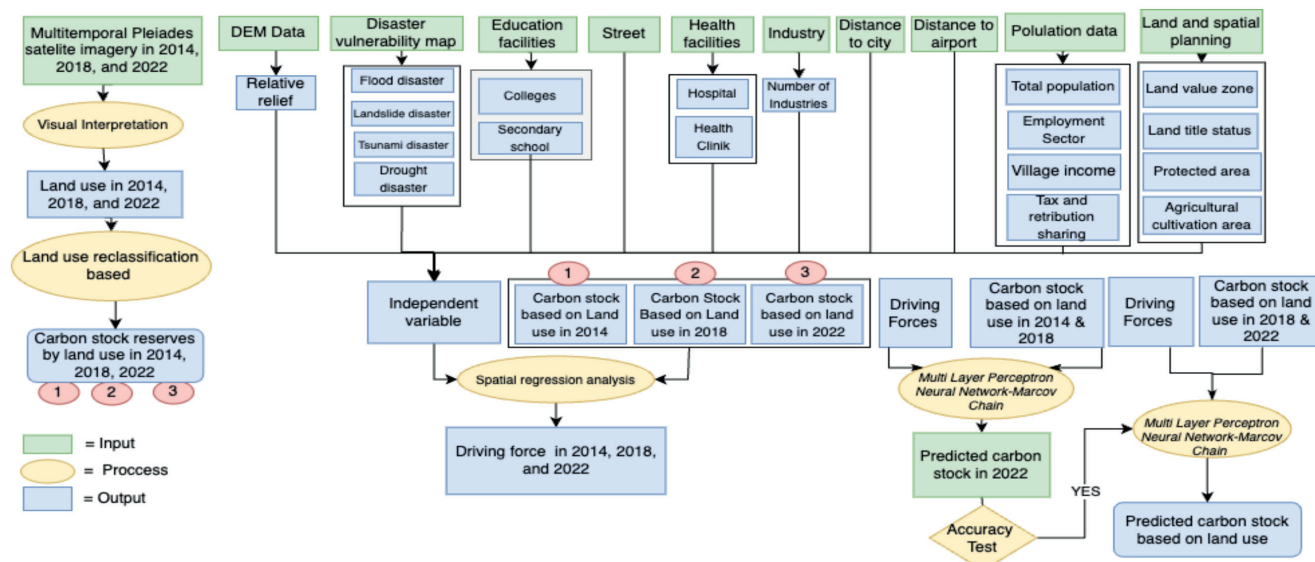 Multitemporal Pleiades
satelite imagery in 2014,
2018, and 2022
Visual Interpretation
Land use in 2014,
2018, and 2022
Land use reclassification
based
Carbon stock reserves
by land use in 2014,
2018, 2022
1
2
3
= Input
= Proccess
= Output
DEM Data
Relative
relief
Disaster
vulnerability map
Flood disaster
Landslide disaster
Tsunami disaster
Drought
disaster
Education
facilities
Colleges
Secondary
school
Street
Health
facilities
Hospital
Health
Clinik
Industry
Number of
Industries
Distance
to city
Distance to
airport
Polulation data
Total population
Employment
Sector
Village income
Tax and
retribution
sharing
Land and spatial
planning
Land value zone
Land title status
Protected area
Agricultural
cultivation area
Independent
variable
1
Carbon stock
based on Land
use in 2014
2
Carbon Stock
Based on Land
use in 2018
3
Carbon stock
based on land
use in 2022
Spatial regression analysis
Driving force in 2014, 2018,
and 2022
Driving
Forces
Carbon stock
based on land
use in 2014 &
2018
Multi Layer Perceptron
Neural Network-Marcov
Chain
Predicted carbon
stock in 2022
Accuracy
Test
YES
Driving
Forces
Carbon stock
based on land
use in 2018 &
2022
Multi Layer Perceptron
Neural Network-Marcov
Chain
Predicted carbon stock
based on land use